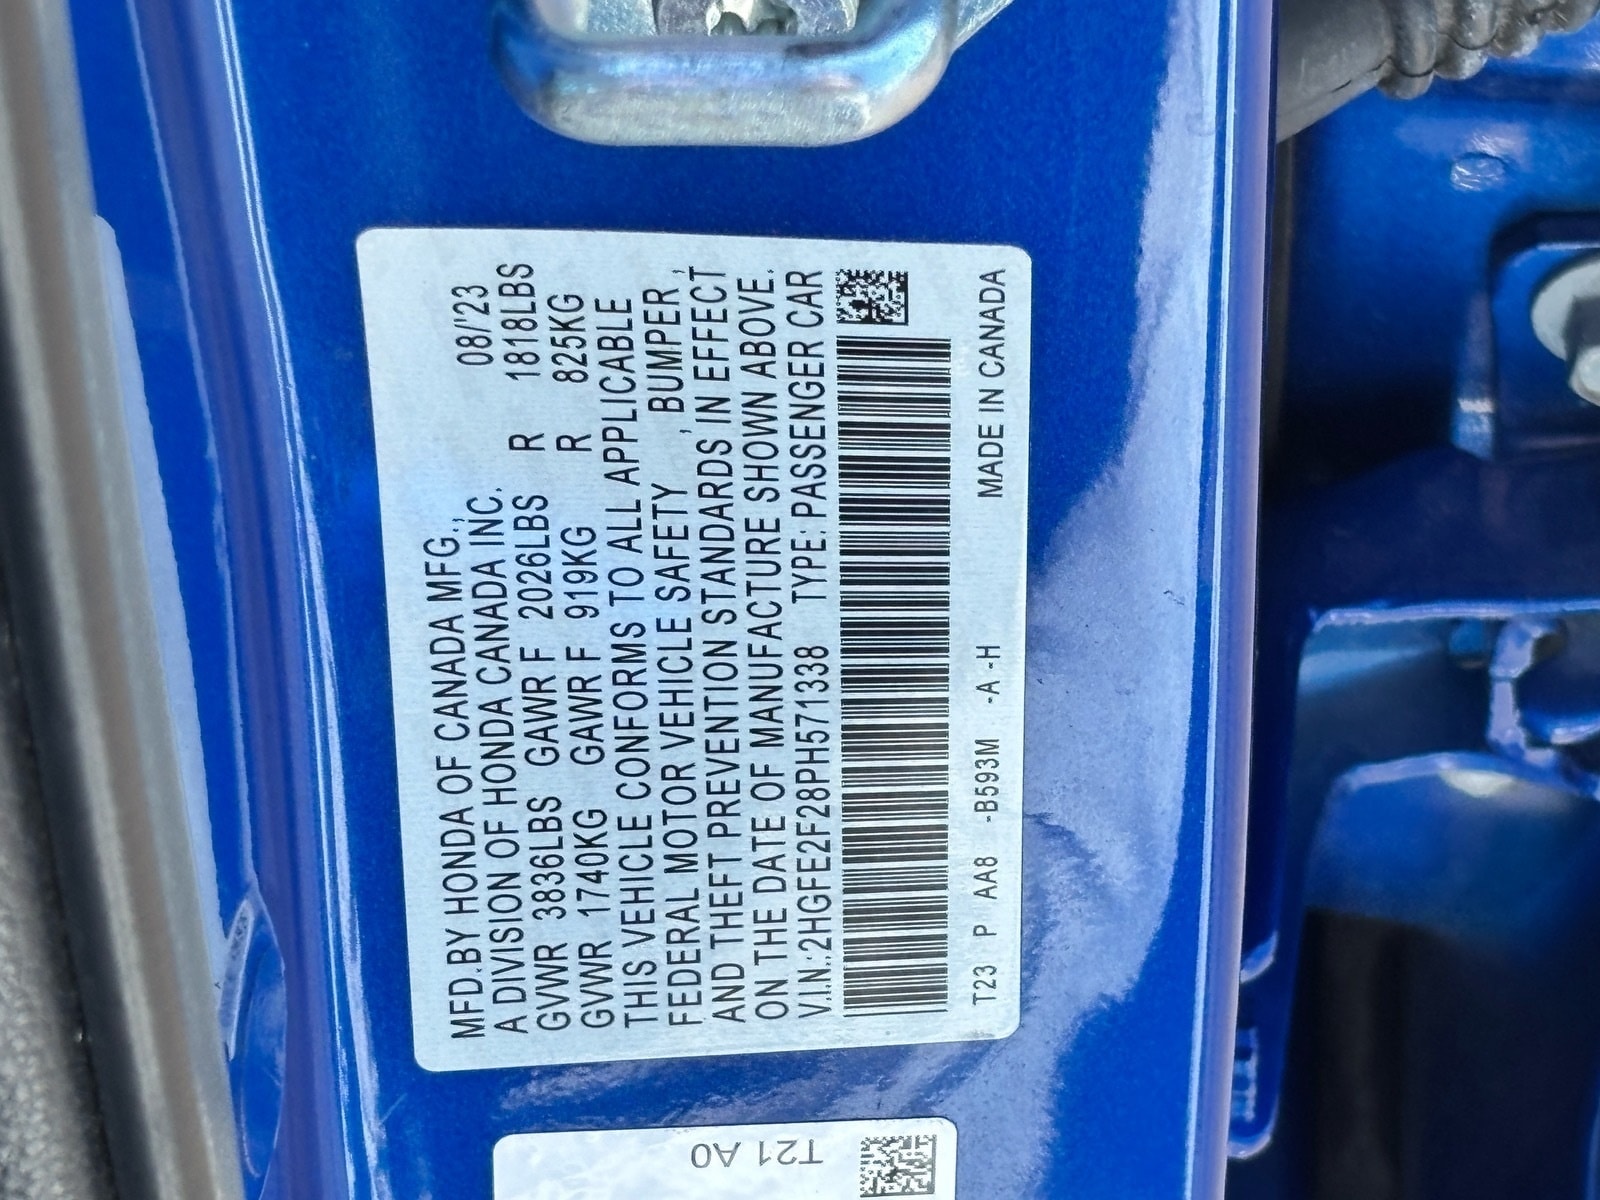 MFD.BY HONDA OF CANADA MFG., 08/'23
A DIVISION OF HONDA CANADA INC.
GVWR 3836LBS GAWR F 2026LBS R 1818LBS
GVWR 1740KG GAWR F 919KG R 825KG
THIS VEHICLE CONFORMS TO ALL APPLICABLE
FEDERAL MOTOR VEHICLE SAFETY , BUMPER ,
AND THEFT PREVENTION STANDARDS IN EFFECT
ON THE DATE OF MANUFACTURE SHOWN ABOVE.
V.I.N.:2HGFE2F28PH571338 TYPE: PASSENGER CAR
T23 P AA8 -B593M -A -H MADE IN CANADA
T21 A0